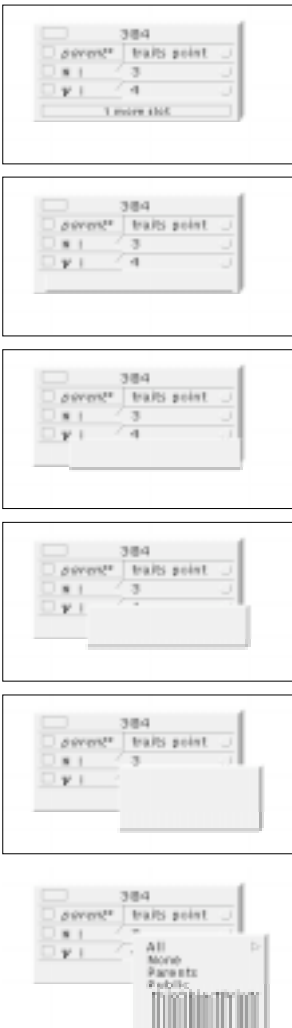 384
parent* traits point
x 3
y 4
1 more slot
384
parent* traits point
x 3
y 4
384
parent* traits point
x 3
y 4
384
parent* traits point
x 3
y
384
parent* traits point
x 3
y
384
parent* traits point
x
y
All
None
Parents
Public